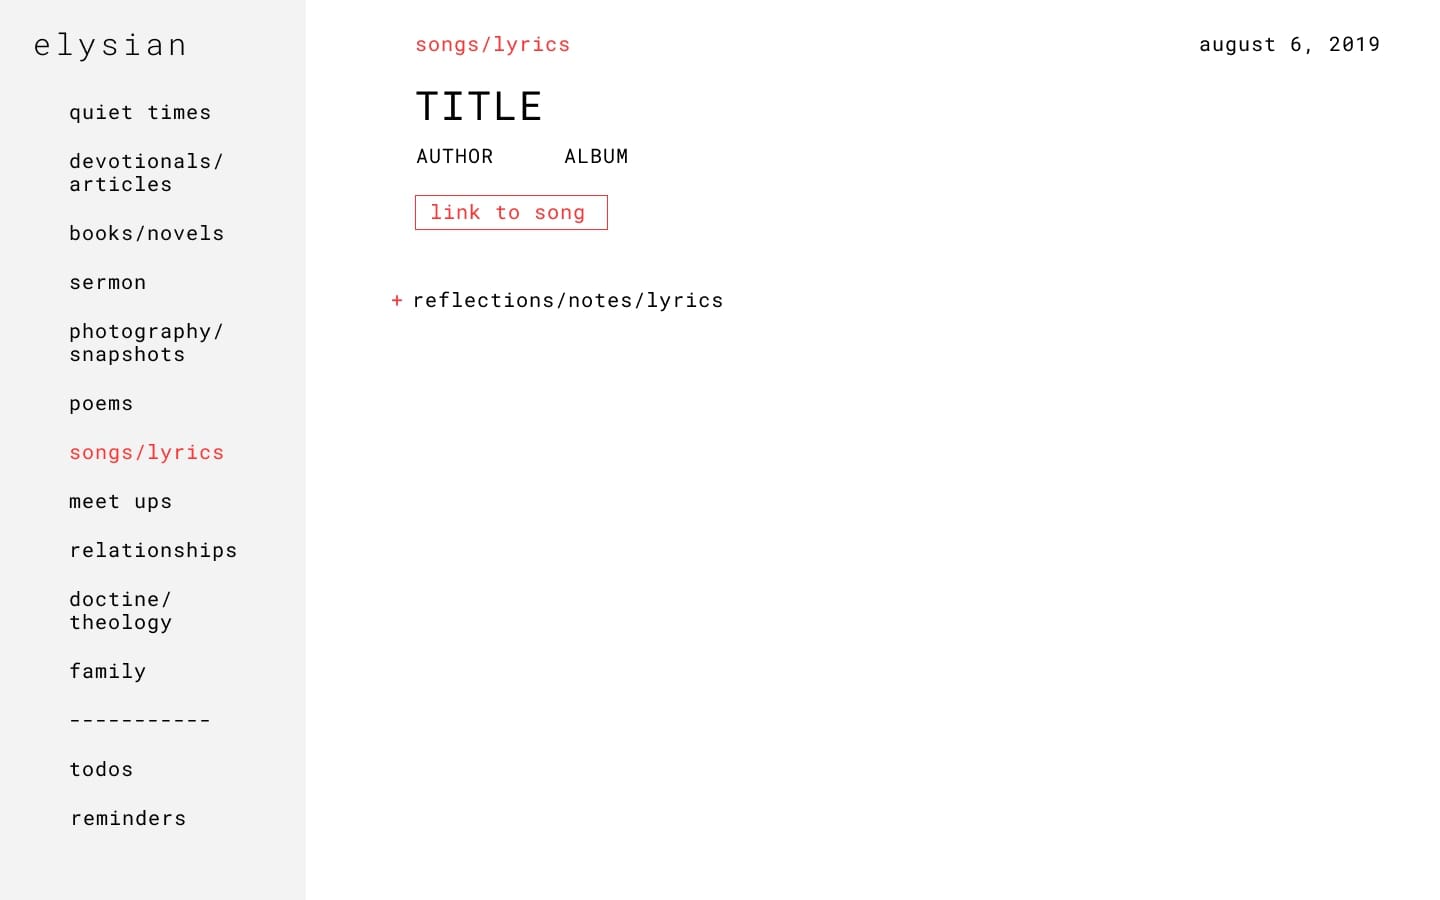 elysian
quiet times
devotionals/
articles
books/novels
sermon
photography/
snapshots
poems
songs/lyrics
meet ups
relationships
doctine/
theology
family
-----------
todos
reminders
songs/lyrics
august 6, 2019
TITLE
AUTHOR ALBUM
link to song
+ reflections/notes/lyrics